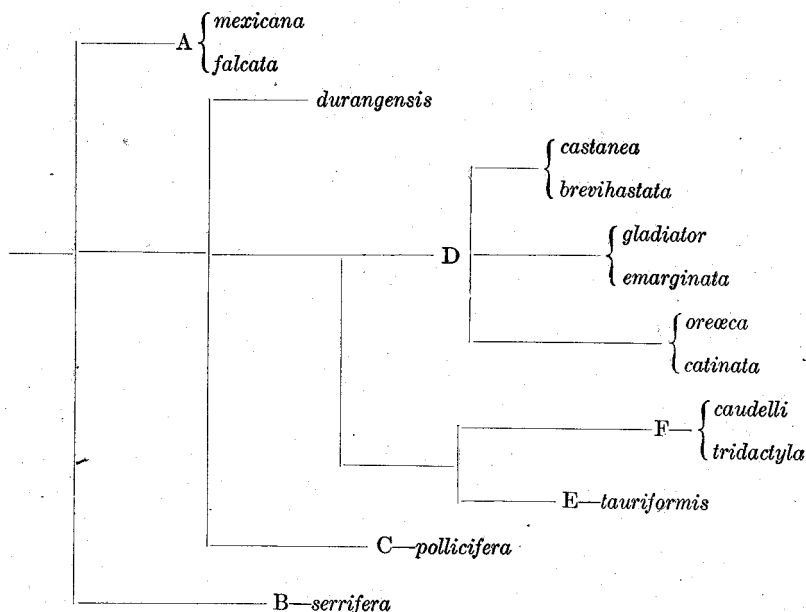 A { mexicana
falcata
durangensis
castanea
brevihastata
D
gladiator
emarginata
oreœca
catinata
F— { caudelli
tridactyla
E—tauriformis
C—pollicifera
B—serrifera